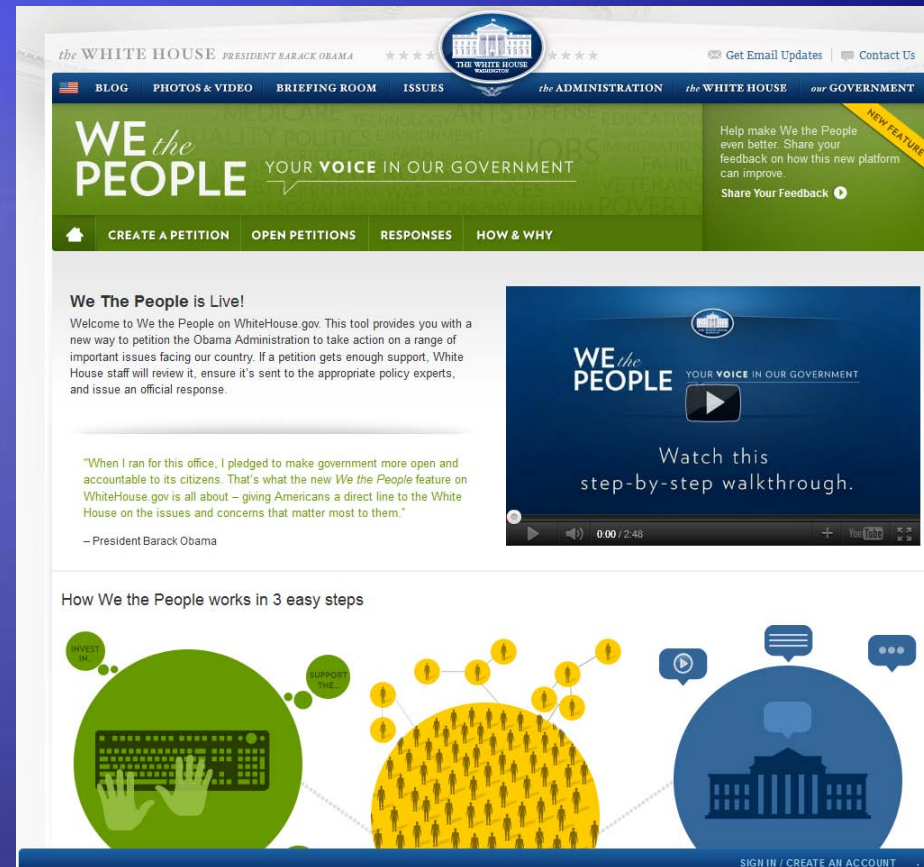 the WHITE HOUSE PRESIDENT BARACK OBAMA
THE WHITE HOUSE
WASHINGTON
Get Email Updates | Contact Us
BLOG PHOTOS & VIDEO BRIEFING ROOM ISSUES the ADMINISTRATION the WHITE HOUSE our GOVERNMENT
WE the
PEOPLE
YOUR VOICE IN OUR GOVERNMENT
MEDICARE
ARTS
DEFENSE
EDUCATION
POLITICS
JOBS
TAXES
VETERANS
POVERTY
Help make We the People
even better. Share your
feedback on how this new platform
can improve.
Share Your Feedback
NEW FEATURE
CREATE A PETITION OPEN PETITIONS RESPONSES HOW & WHY
We The People is Live!
Welcome to We the People on WhiteHouse.gov. This tool provides you with a
new way to petition the Obama Administration to take action on a range of
important issues facing our country. If a petition gets enough support, White
House staff will review it, ensure it's sent to the appropriate policy experts,
and issue an official response.
"When I ran for this office, I pledged to make government more open and
accountable to its citizens. That's what the new We the People feature on
WhiteHouse.gov is all about – giving Americans a direct line to the White
House on the issues and concerns that matter most to them."
– President Barack Obama
WE the
PEOPLE
YOUR VOICE IN OUR GOVERNMENT
Watch this
step-by-step walkthrough.
0:00 / 2:48
YouTube
How We the People works in 3 easy steps
INVEST
IN...
SUPPORT
THE...
SIGN IN / CREATE AN ACCOUNT